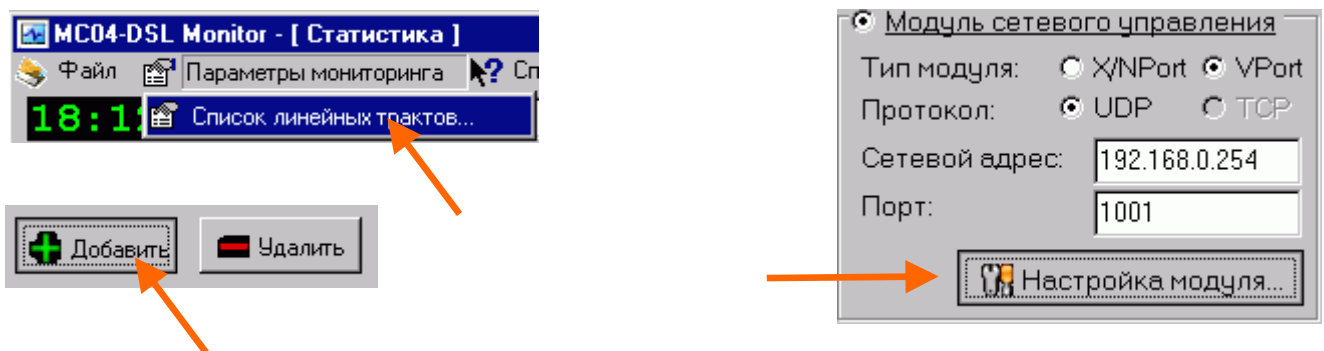 MC04-DSL Monitor - [ Статистика ]
Файл Параметры мониторинга Сп
18:1
Список линейных трактов...
Добавить Удалить
Модуль сетевого управления
Тип модуля: X/NPort VPort
Протокол: UDP TCP
Сетевой адрес: 192.168.0.254
Порт: 1001
Настройка модуля...